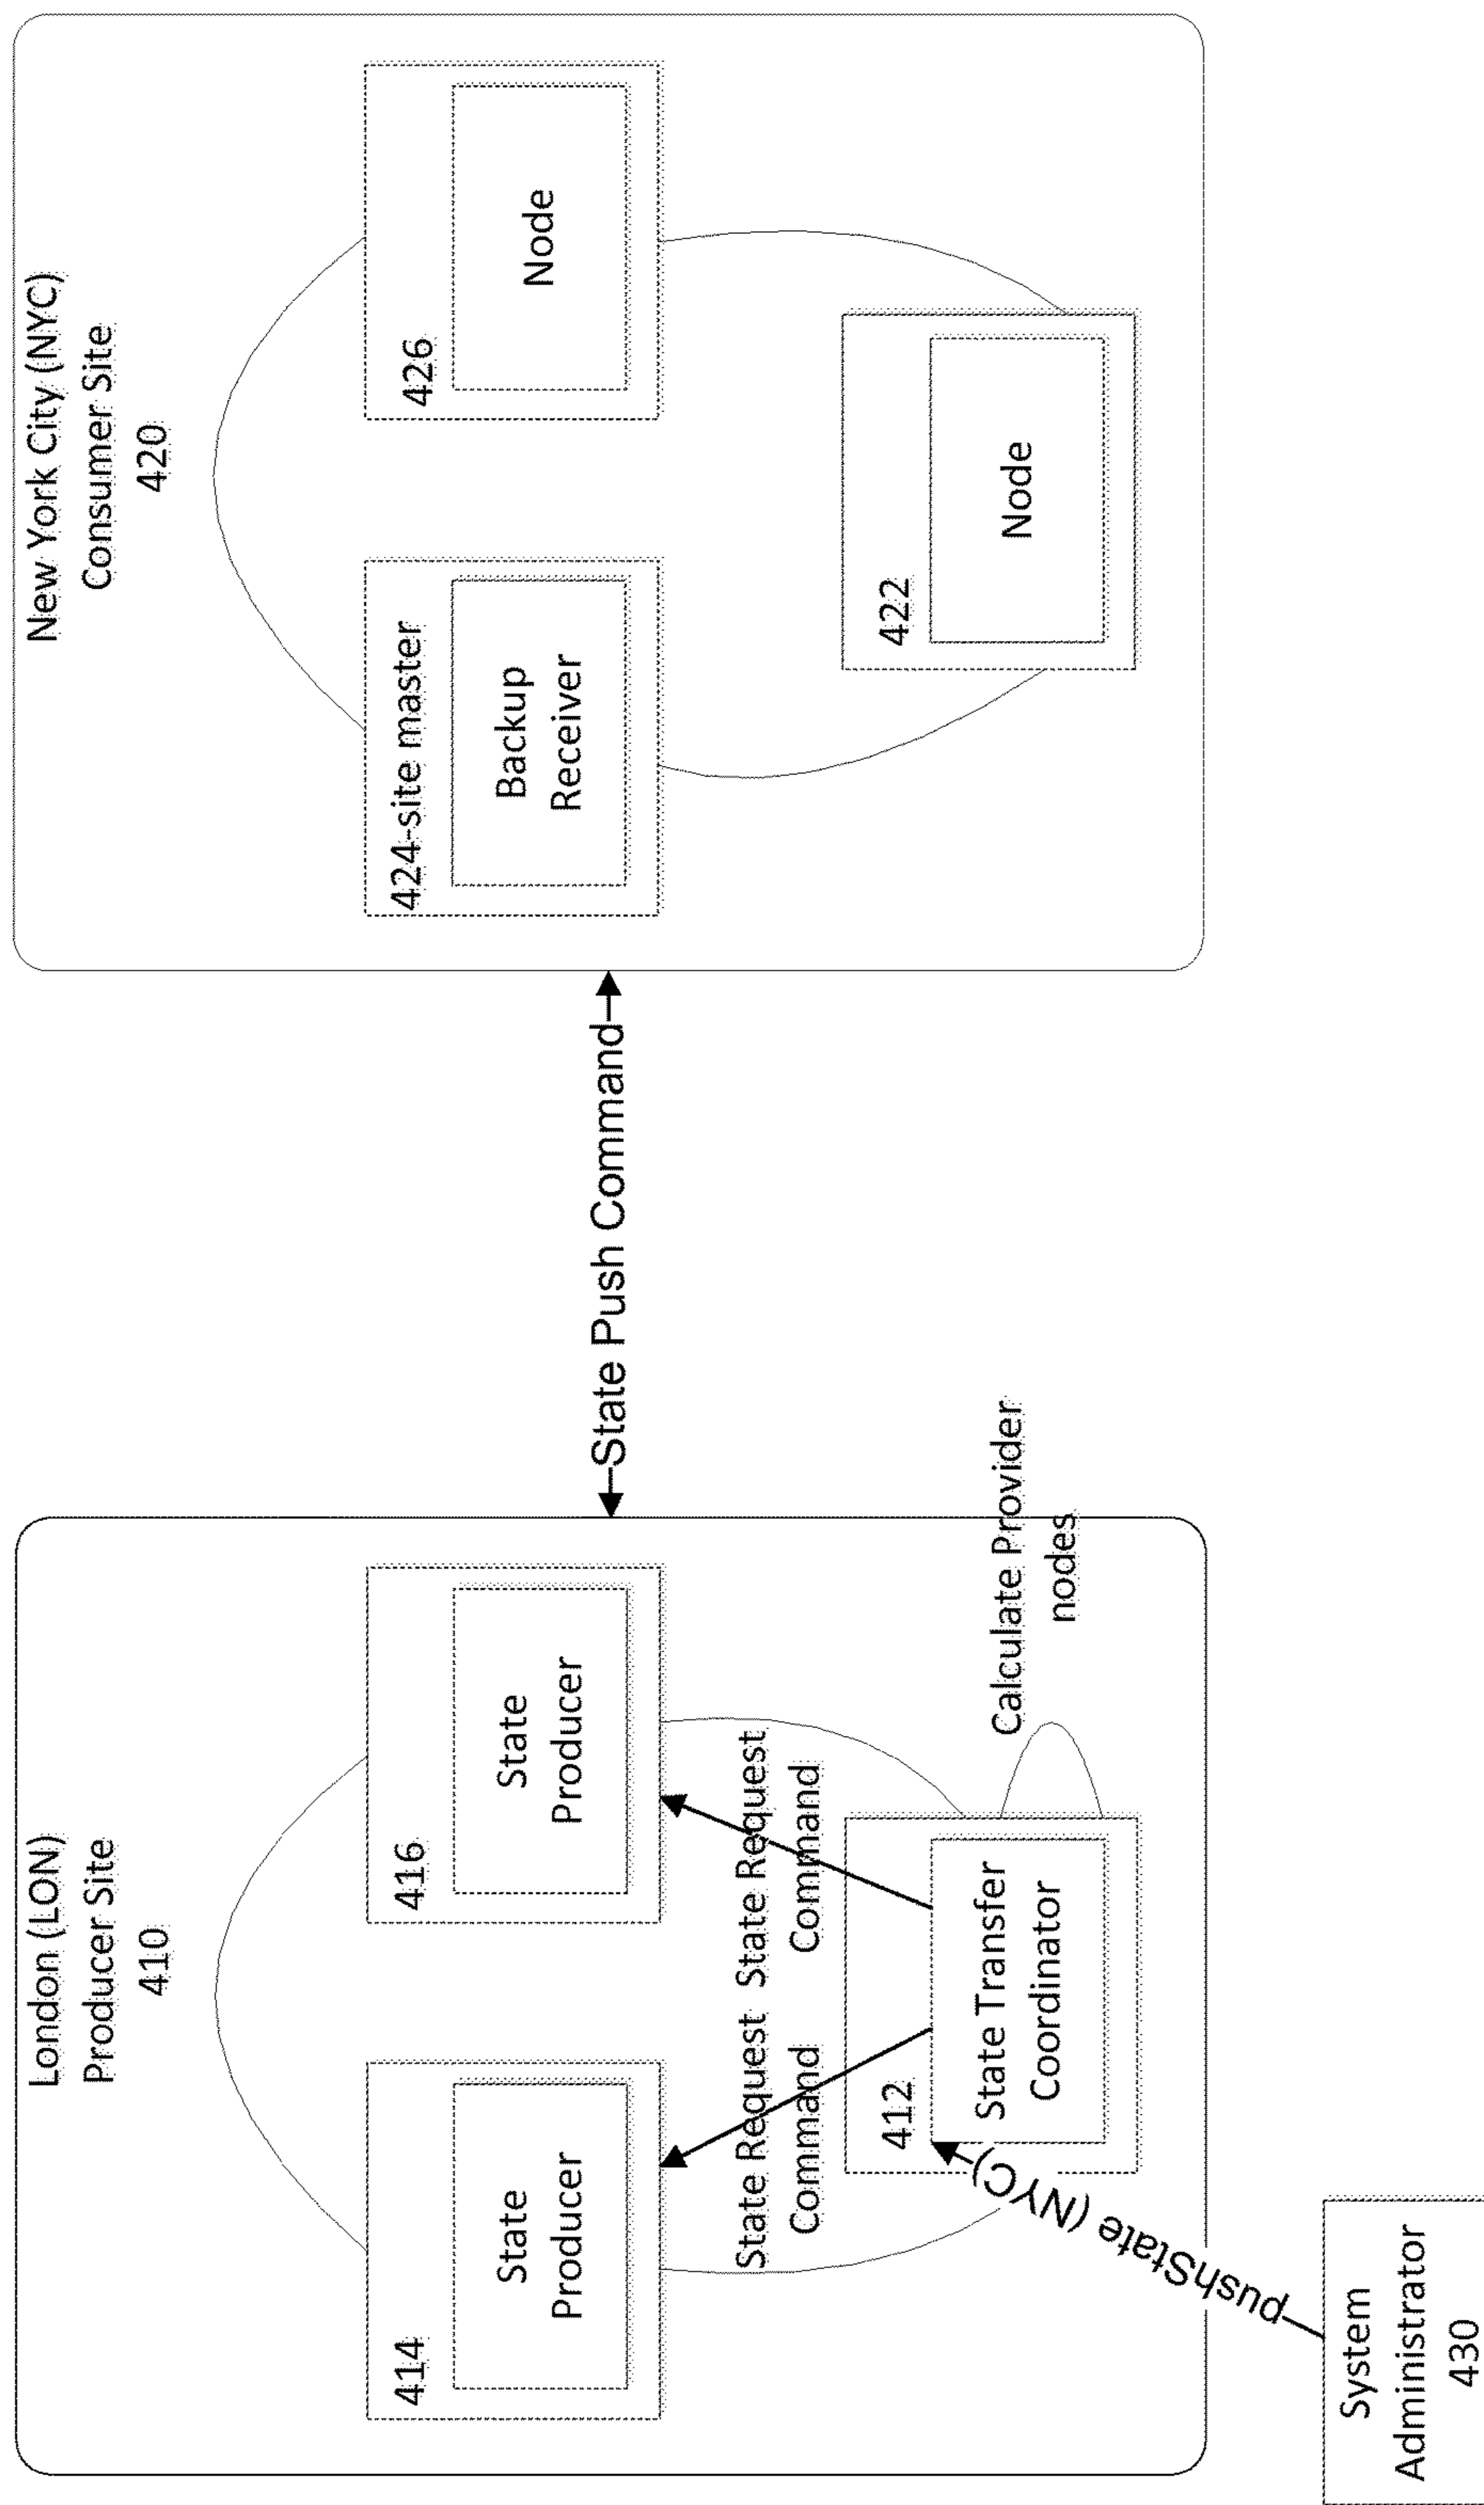 London (LON)
Producer Site
410
414
State
Producer
416
State
Producer
State Request
Command
State Request
Command
412
State Transfer
Coordinator
Calculate Provider
nodes
pushState (NYC)
System
Administrator
430
State Push Command
New York City (NYC)
Consumer Site
420
424-site master
Backup
Receiver
426
Node
422
Node